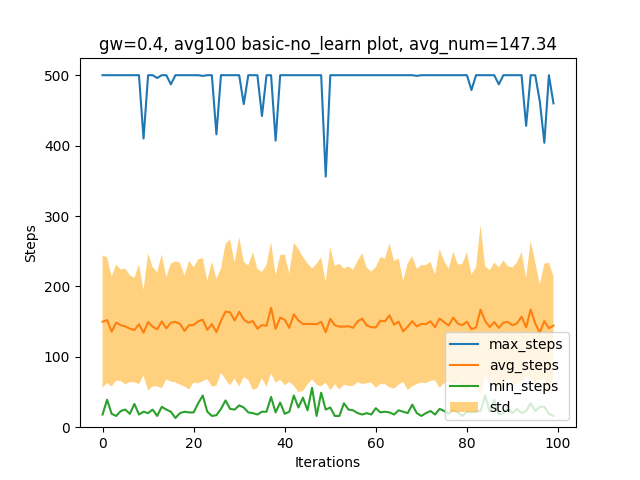 gw=0.4, avg100 basic-no_learn plot, avg_num=147.34
500
400
300
200
100
0
Steps
0
20
40
60
80
100
Iterations
max_steps
avg_steps
min_steps
std